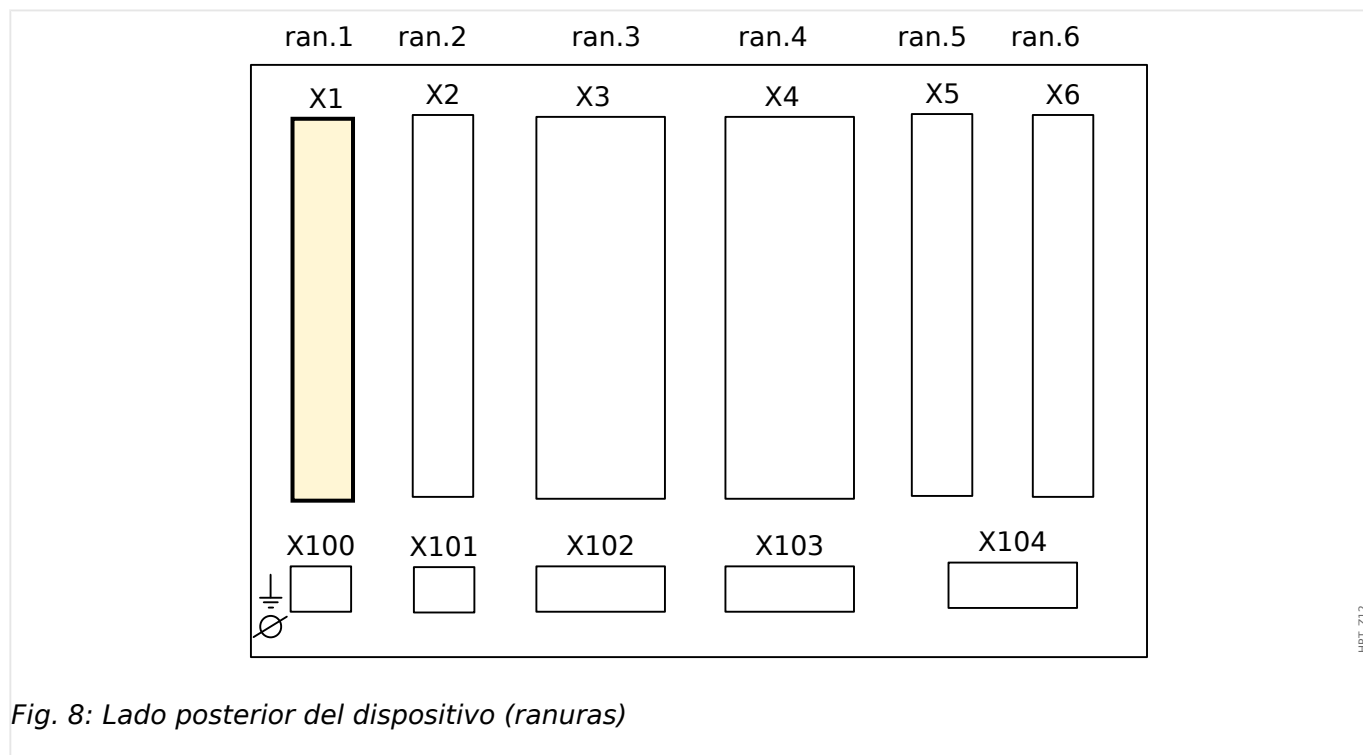 ran.1 ran.2 ran.3 ran.4 ran.5 ran.6
X1 X2 X3 X4 X5 X6
X100 X101 X102 X103 X104
Fig. 8: Lado posterior del dispositivo (ranuras)